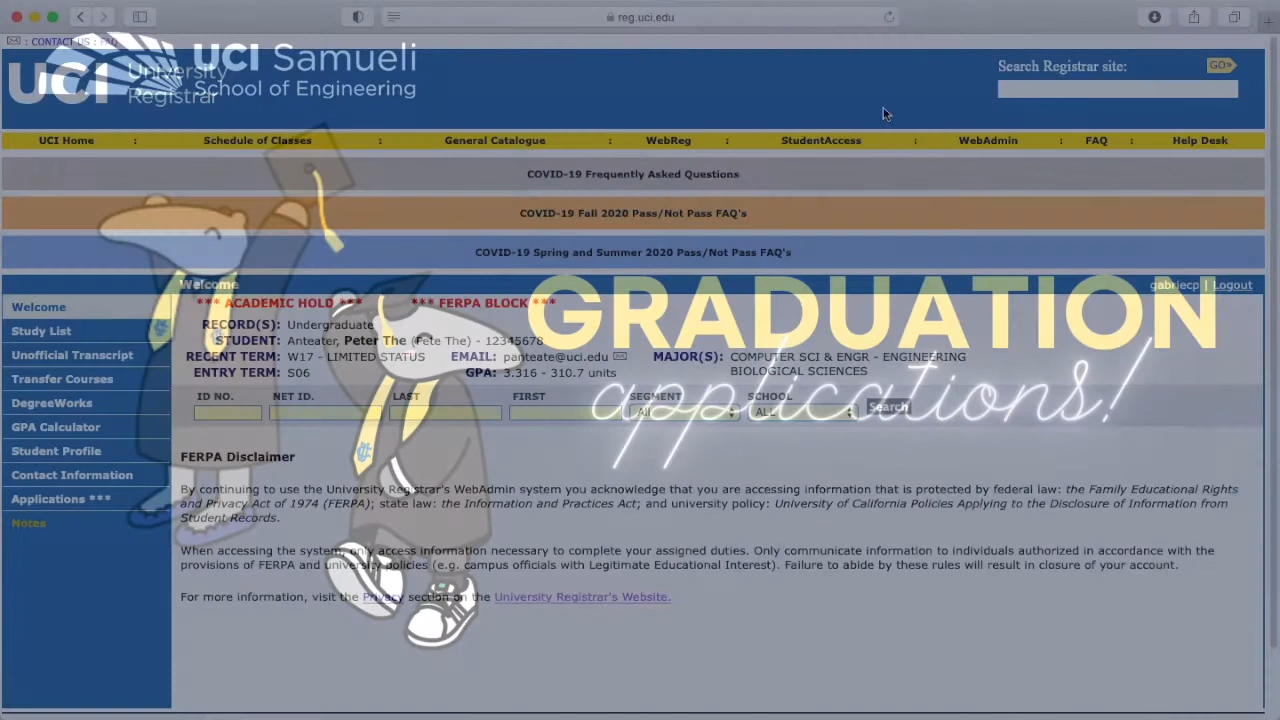 reg.uci.edu
: CONTACT US : FAQ
UCI University
Registrar
UCI Samueli
School of Engineering
Search Registrar site:
GO»
UCI Home : Schedule of Classes : General Catalogue : WebReg : StudentAccess : WebAdmin : FAQ : Help Desk
COVID-19 Frequently Asked Questions
COVID-19 Fall 2020 Pass/Not Pass FAQ's
COVID-19 Spring and Summer 2020 Pass/Not Pass FAQ's
Welcome
gabriecp | Logout
GRADUATION
applications!
Welcome
Study List
Unofficial Transcript
Transfer Courses
DegreeWorks
GPA Calculator
Student Profile
Contact Information
Applications ***
Notes
*** ACADEMIC HOLD *** *** FERPA BLOCK ***
RECORD(S): Undergraduate
STUDENT: Anteater, Peter The (Pete The) - 12345678
RECENT TERM: W17 - LIMITED STATUS EMAIL: panteate@uci.edu MAJOR(S): COMPUTER SCI & ENGR - ENGINEERING
BIOLOGICAL SCIENCES
ENTRY TERM: S06 GPA: 3.316 - 310.7 units
ID NO. NET ID. LAST FIRST SEGMENT SCHOOL
All ALL Search
FERPA Disclaimer
By continuing to use the University Registrar's WebAdmin system you acknowledge that you are accessing information that is protected by federal law: the Family Educational Rights
and Privacy Act of 1974 (FERPA); state law: the Information and Practices Act; and university policy: University of California Policies Applying to the Disclosure of Information from
Student Records.
When accessing the system, only access information necessary to complete your assigned duties. Only communicate information to individuals authorized in accordance with the
provisions of FERPA and university policies (e.g. campus officials with Legitimate Educational Interest). Failure to abide by these rules will result in closure of your account.
For more information, visit the Privacy section on the University Registrar's Website.